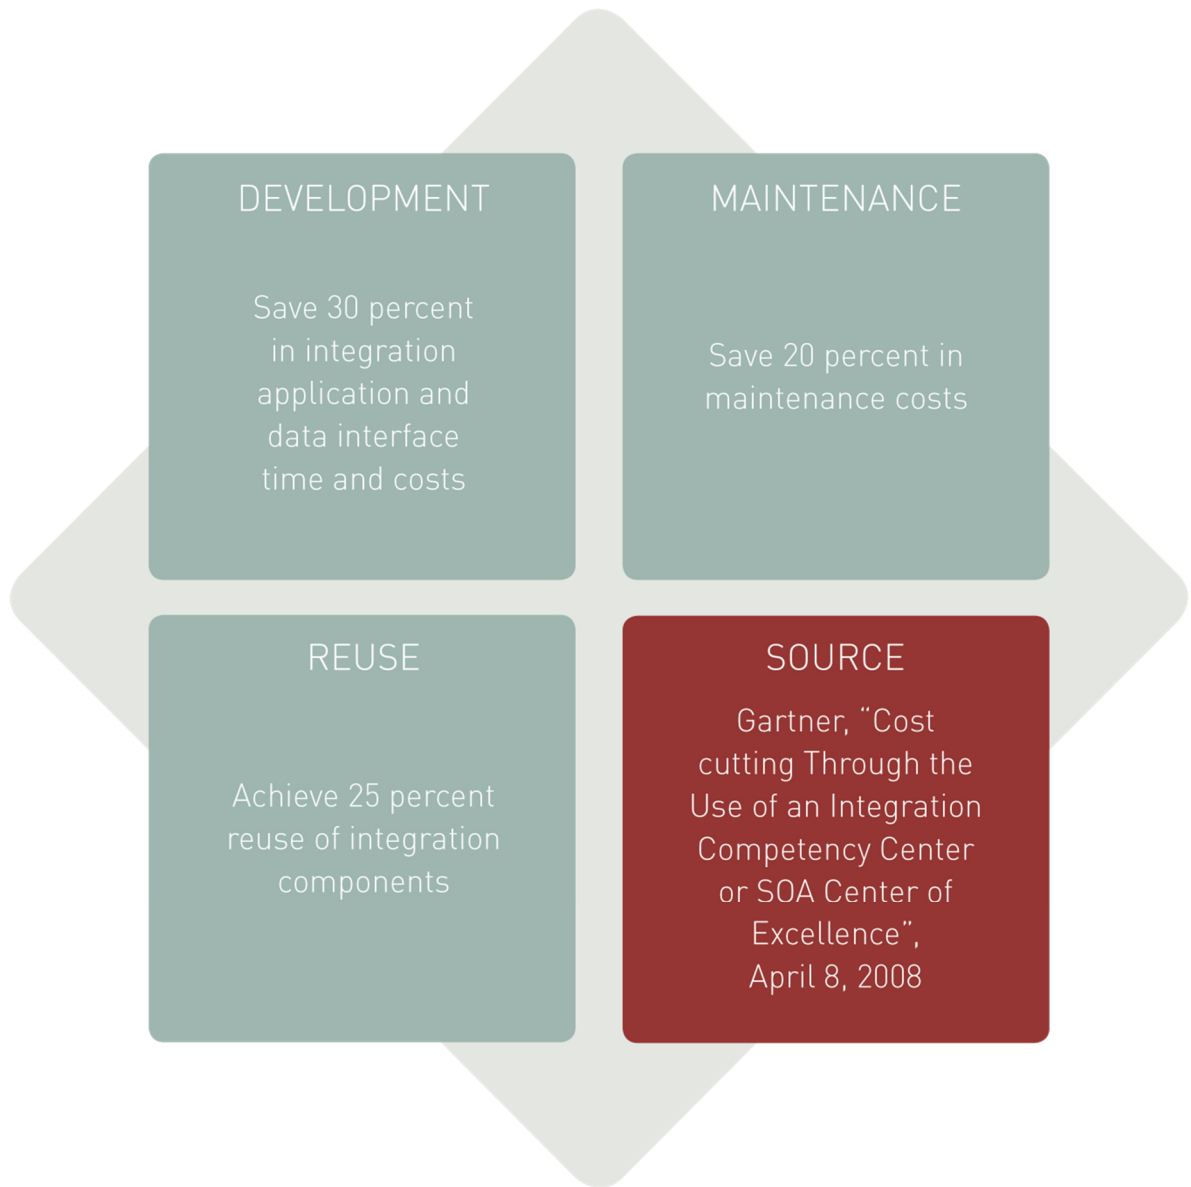 DEVELOPMENT
Save 30 percent
in integration
application and
data interface
time and costs
MAINTENANCE
Save 20 percent in
maintenance costs
REUSE
Achieve 25 percent
reuse of integration
components
SOURCE
Gartner, “Cost
cutting Through the
Use of an Integration
Competency Center
or SOA Center of
Excellence”,
April 8, 2008